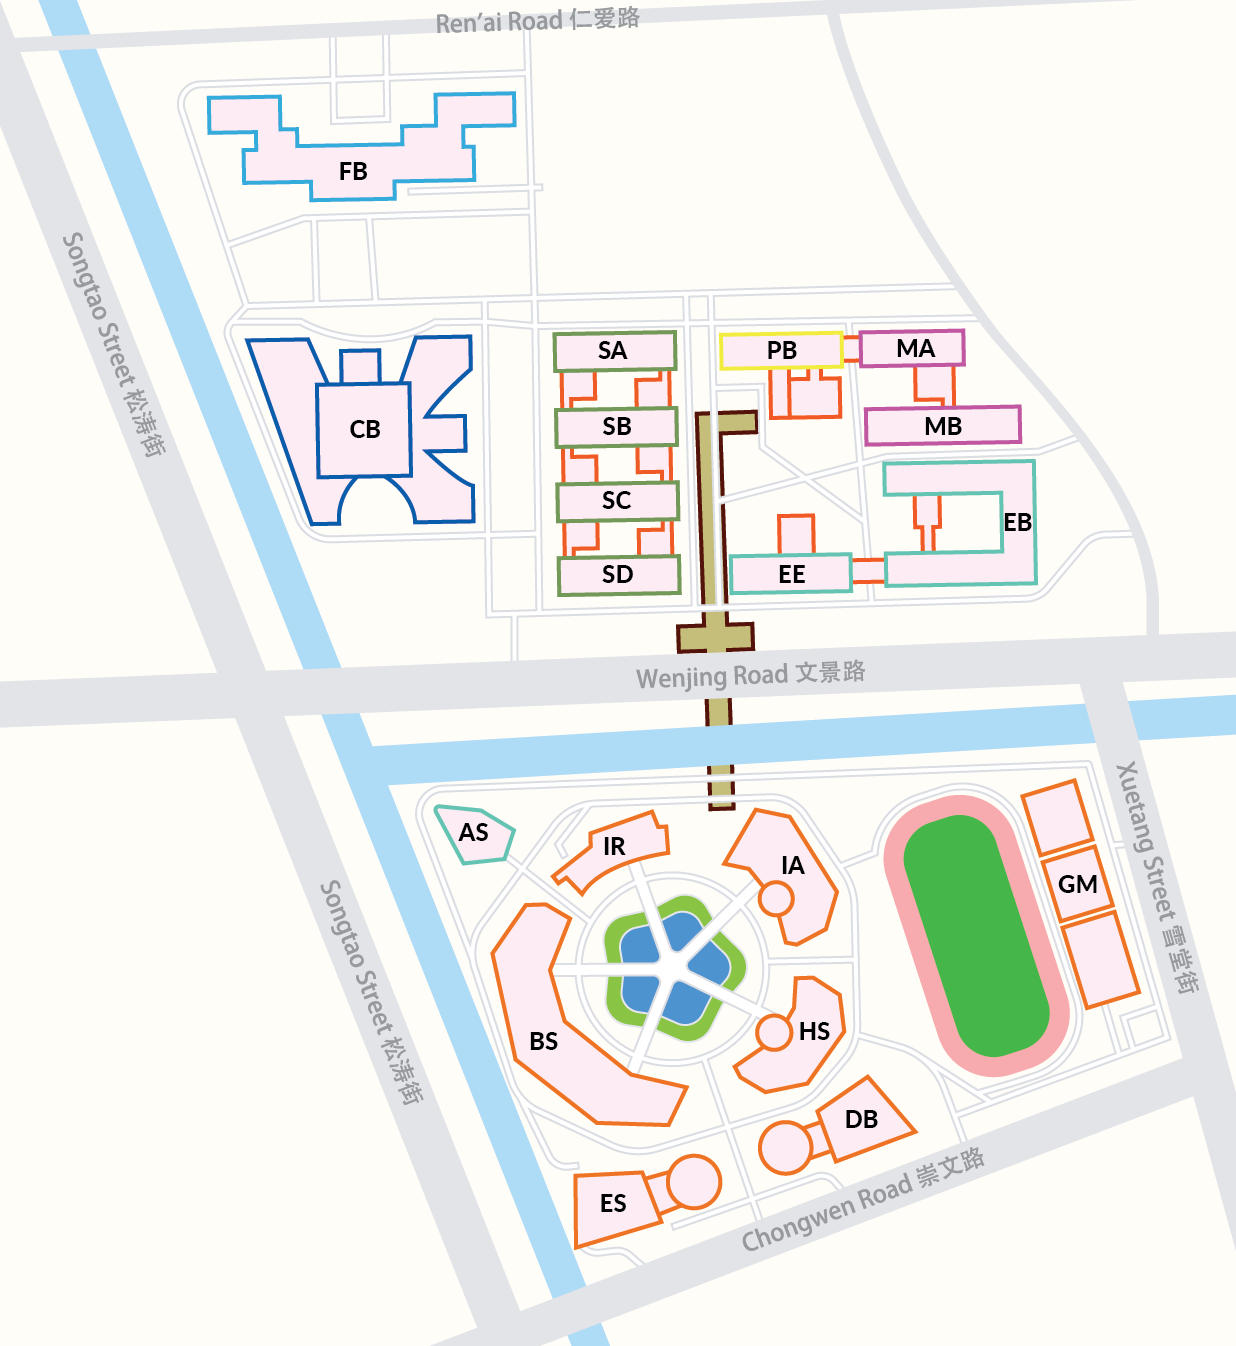 Ren'ai Road 仁爱路
FB
Songtao Street 松涛街
SA
PB
MA
CB
SB
MB
SC
EB
SD
EE
Wenjing Road 文景路
Xuetang Street 雪堂街
AS
IR
IA
GM
Songtao Street 松涛街
BS
HS
DB
ES
Chongwen Road 崇文路